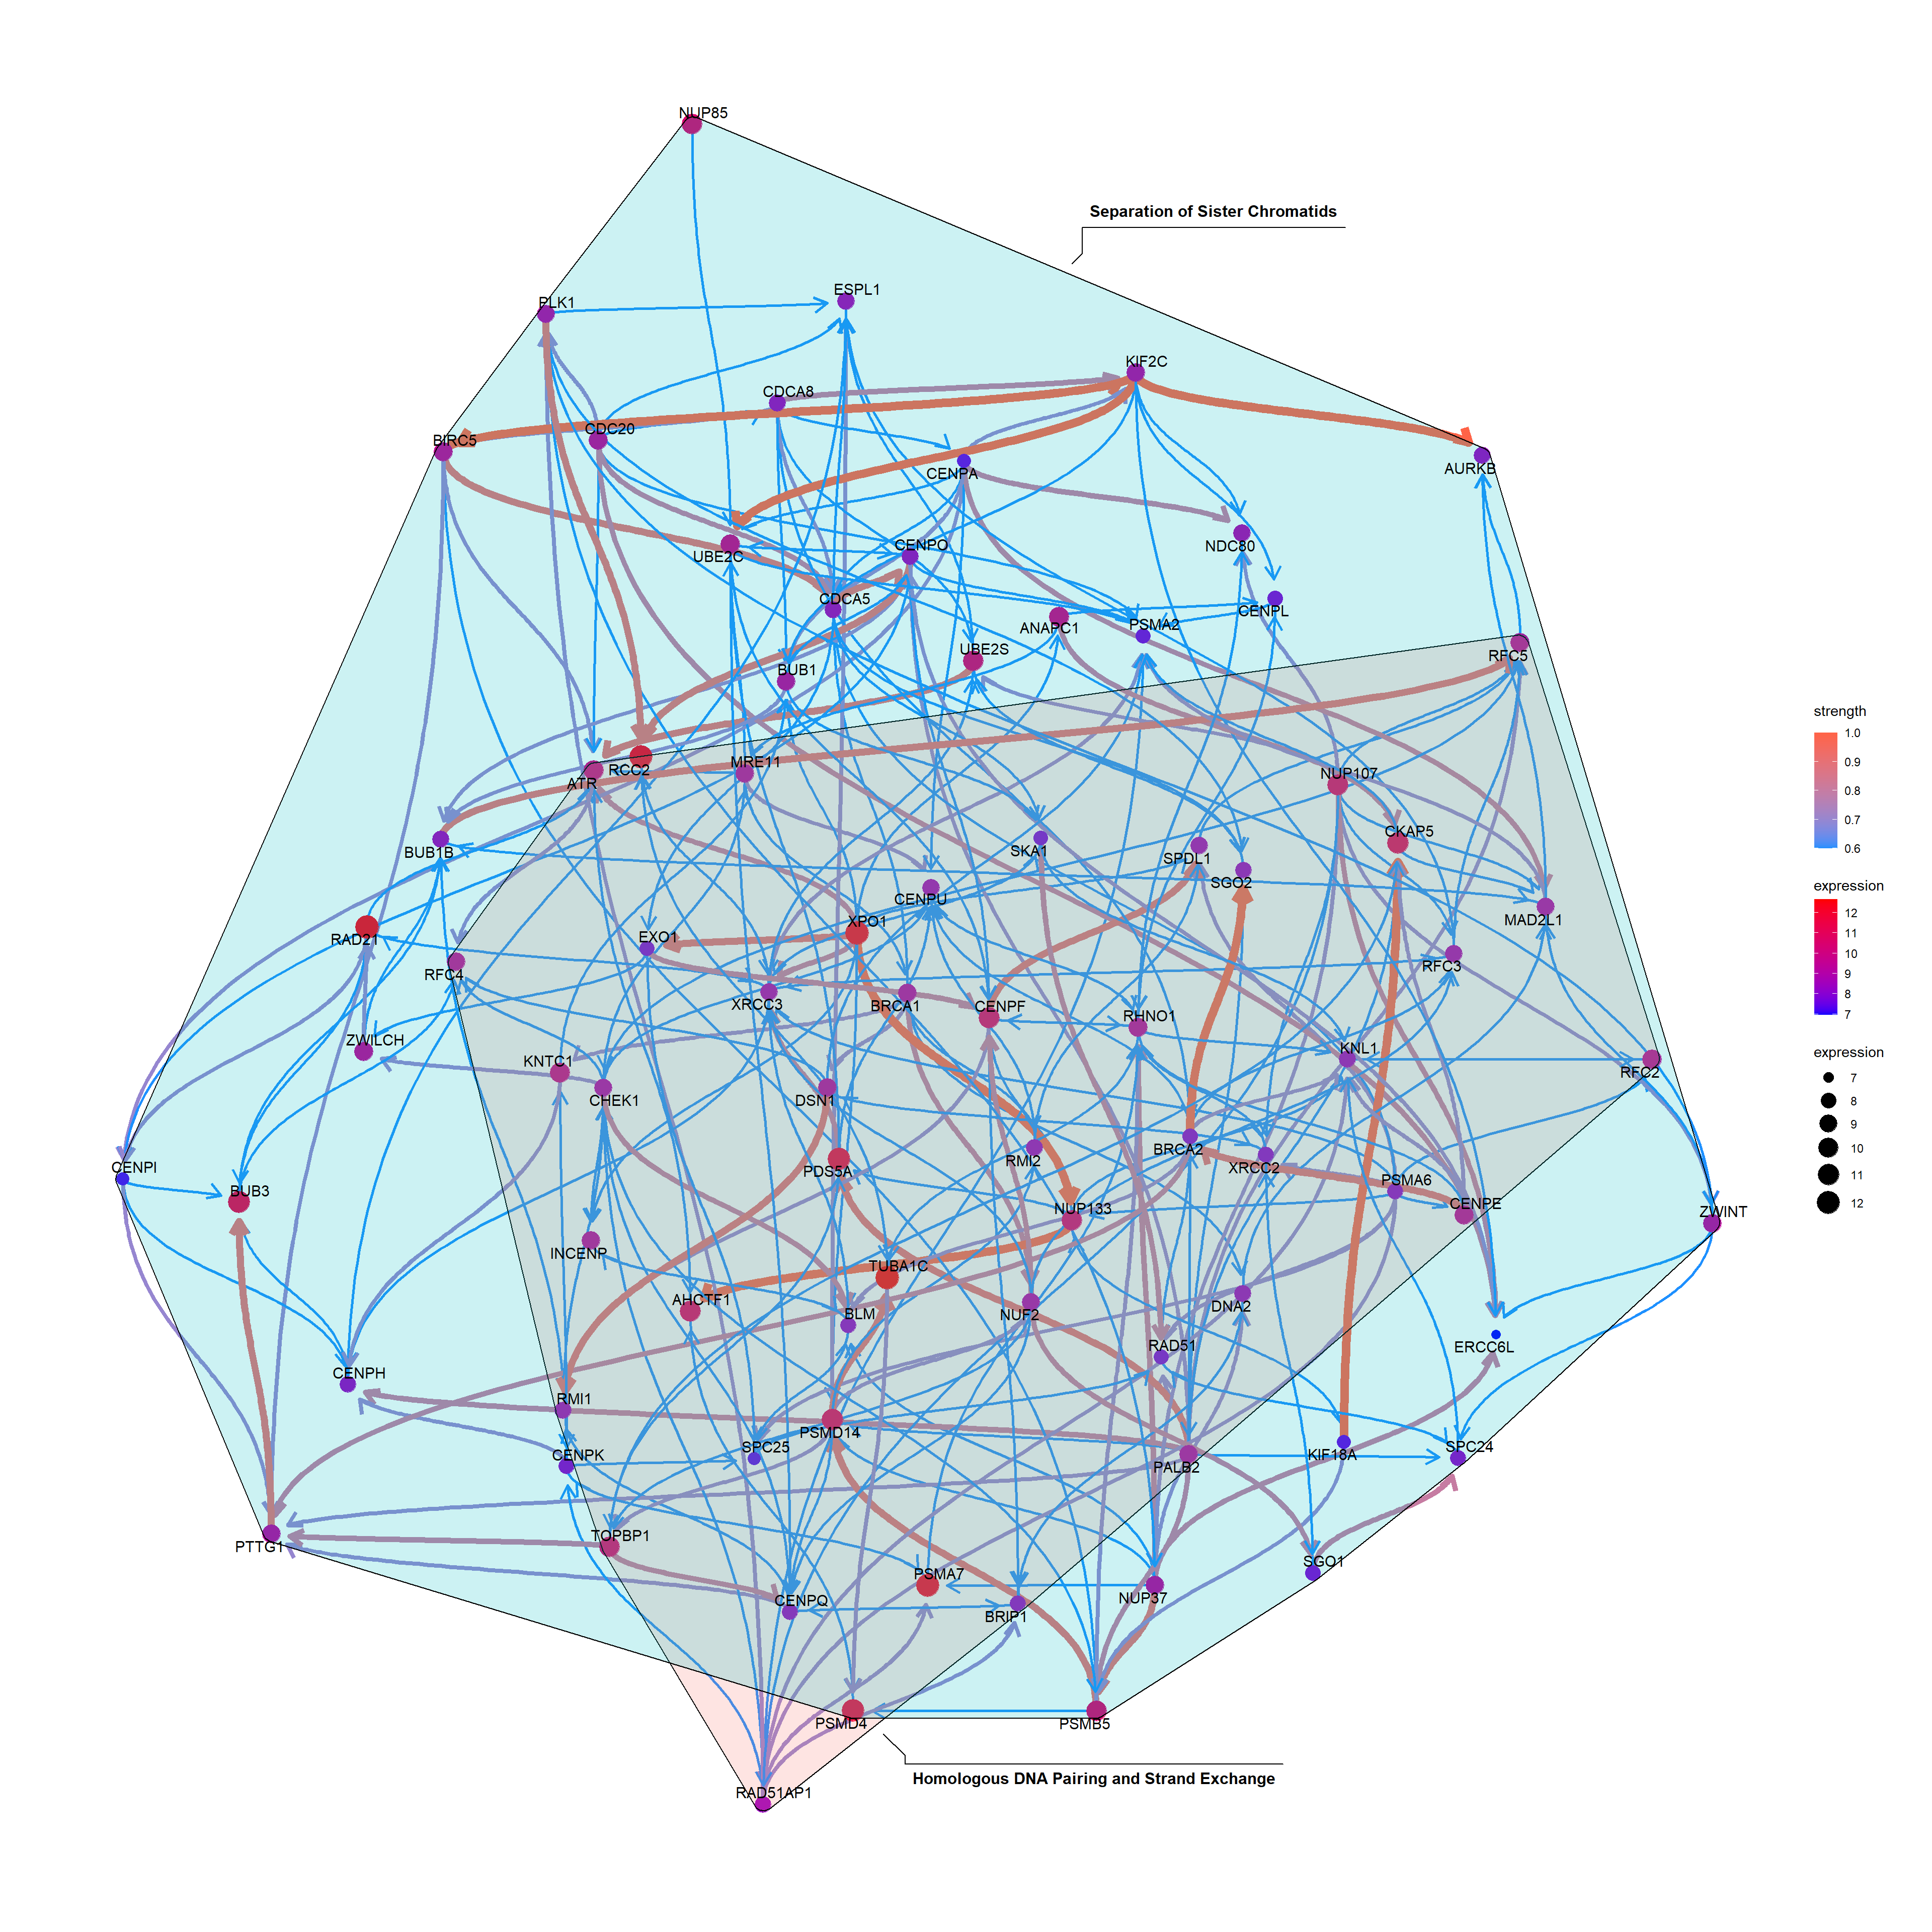 NUP85
Separation of Sister Chromatids
PLK1
ESPL1
KIF2C
CDCA8
BIRC5
CDC20
AURKB
CENPA
UBE2C
CENPO
NDC80
CDCA5
CENPL
ANAPC1
PSMA2
UBE2S
RFC5
BUB1
ATR
RCC2
MRE11
NUP107
BUB1B
SKA1
SPDL1
CKAP5
SGO2
CENPU
MAD2L1
RAD21
EXO1
XPO1
RFC4
RFC3
XRCC3
BRCA1
CENPF
RHNO1
ZWILCH
KNTC1
KNL1
RFC2
CHEK1
DSN1
CENPI
BUB3
PDS5A
RMI2
BRCA2
XRCC2
PSMA6
CENPE
NUP133
ZWINT
INCENP
TUBA1C
AHCTF1
BLM
NUF2
DNA2
RAD51
ERCC6L
CENPH
RMI1
PSMD14
CENPK
SPC25
PALB2
KIF18A
SPC24
PTTG1
TOPBP1
PSMA7
SGO1
CENPQ
BRIP1
NUP37
PSMD4
PSMB5
RAD51AP1
Homologous DNA Pairing and Strand Exchange
strength
1.0
0.9
0.8
0.7
0.6
expression
12
11
10
9
8
7
expression
7
8
9
10
11
12